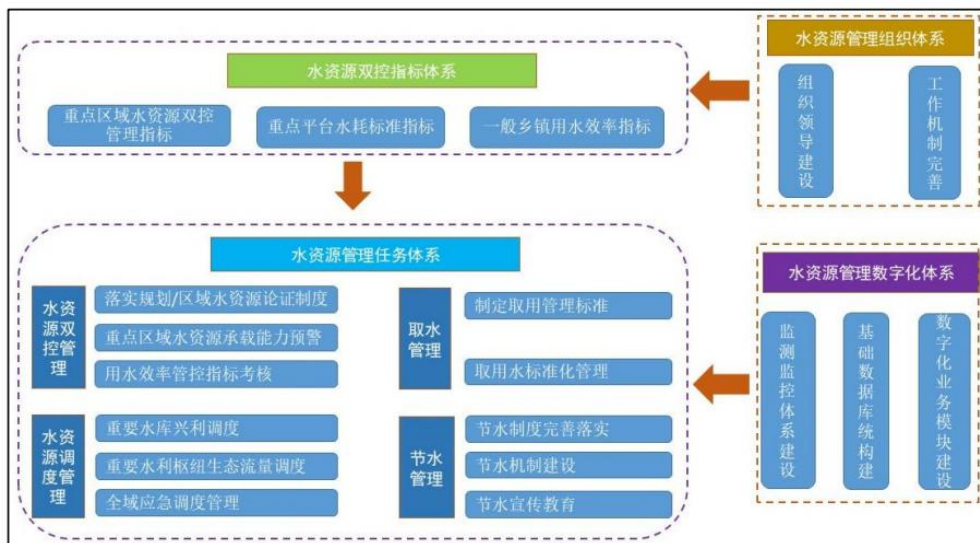 水资源双控指标体系
重点区域水资源双控
管理指标
重点平台水耗标准指标
一般乡镇用水效率指标
水资源管理组织体系
组织领导建设
工作机制完善
水资源管理任务体系
水资
源双
控管
理
落实规划/区域水资源论证制度
重点区域水资源承载能力预警
用水效率管控指标考核
取水
管理
制定取用管理标准
取用水标准化管理
水资
源调
度管
理
重要水库兴利调度
重要水利枢纽生态流量调度
全域应急调度管理
节水
管理
节水制度完善落实
节水机制建设
节水宣传教育
水资源管理数字化体系
监测监控体系建设
基础数据库统构建
数字化业务模块建设